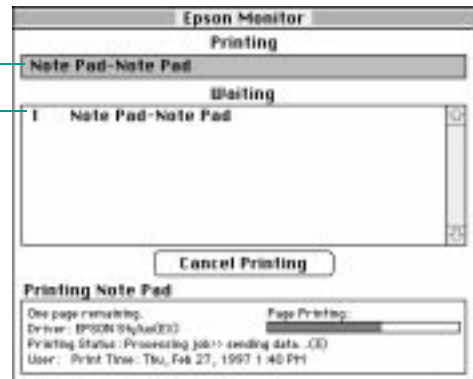 Epson Monitor
Printing
Note Pad-Note Pad
Waiting
1 Note Pad-Note Pad
Cancel Printing
Printing Note Pad
One page remaining. Page Printing:
Driver: EPSON Stylus(EX)
Printing Status: Processing job>> sending data...(3)
User: Print Time: Thu, Feb 27, 1997 1:40 PM